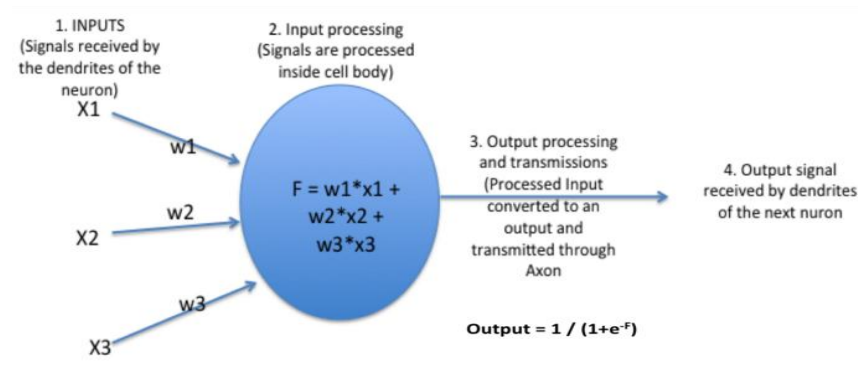 1. INPUTS
(Signals received by
the dendrites of the
neuron)
X1
w1
X2
w2
X3
w3
2. Input processing
(Signals are processed
inside cell body)
F = w1*x1 +
w2*x2 +
w3*x3
3. Output processing
and transmissions
(Processed Input
converted to an
output and
transmitted through
Axon
Output = 1 / (1+e-F)
4. Output signal
received by dendrites
of the next nuron